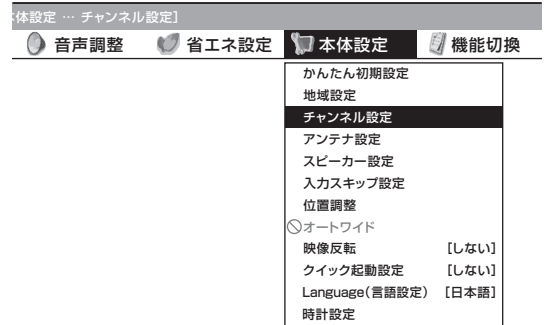 体設定 … チャンネル設定]
音声調整 省エネ設定 本体設定 機能切換
かんたん初期設定
地域設定
チャンネル設定
アンテナ設定
スピーカー設定
入力スキップ設定
位置調整
オートワイド
映像反転 [しない]
クイック起動設定 [しない]
Language(言語設定) [日本語]
時計設定